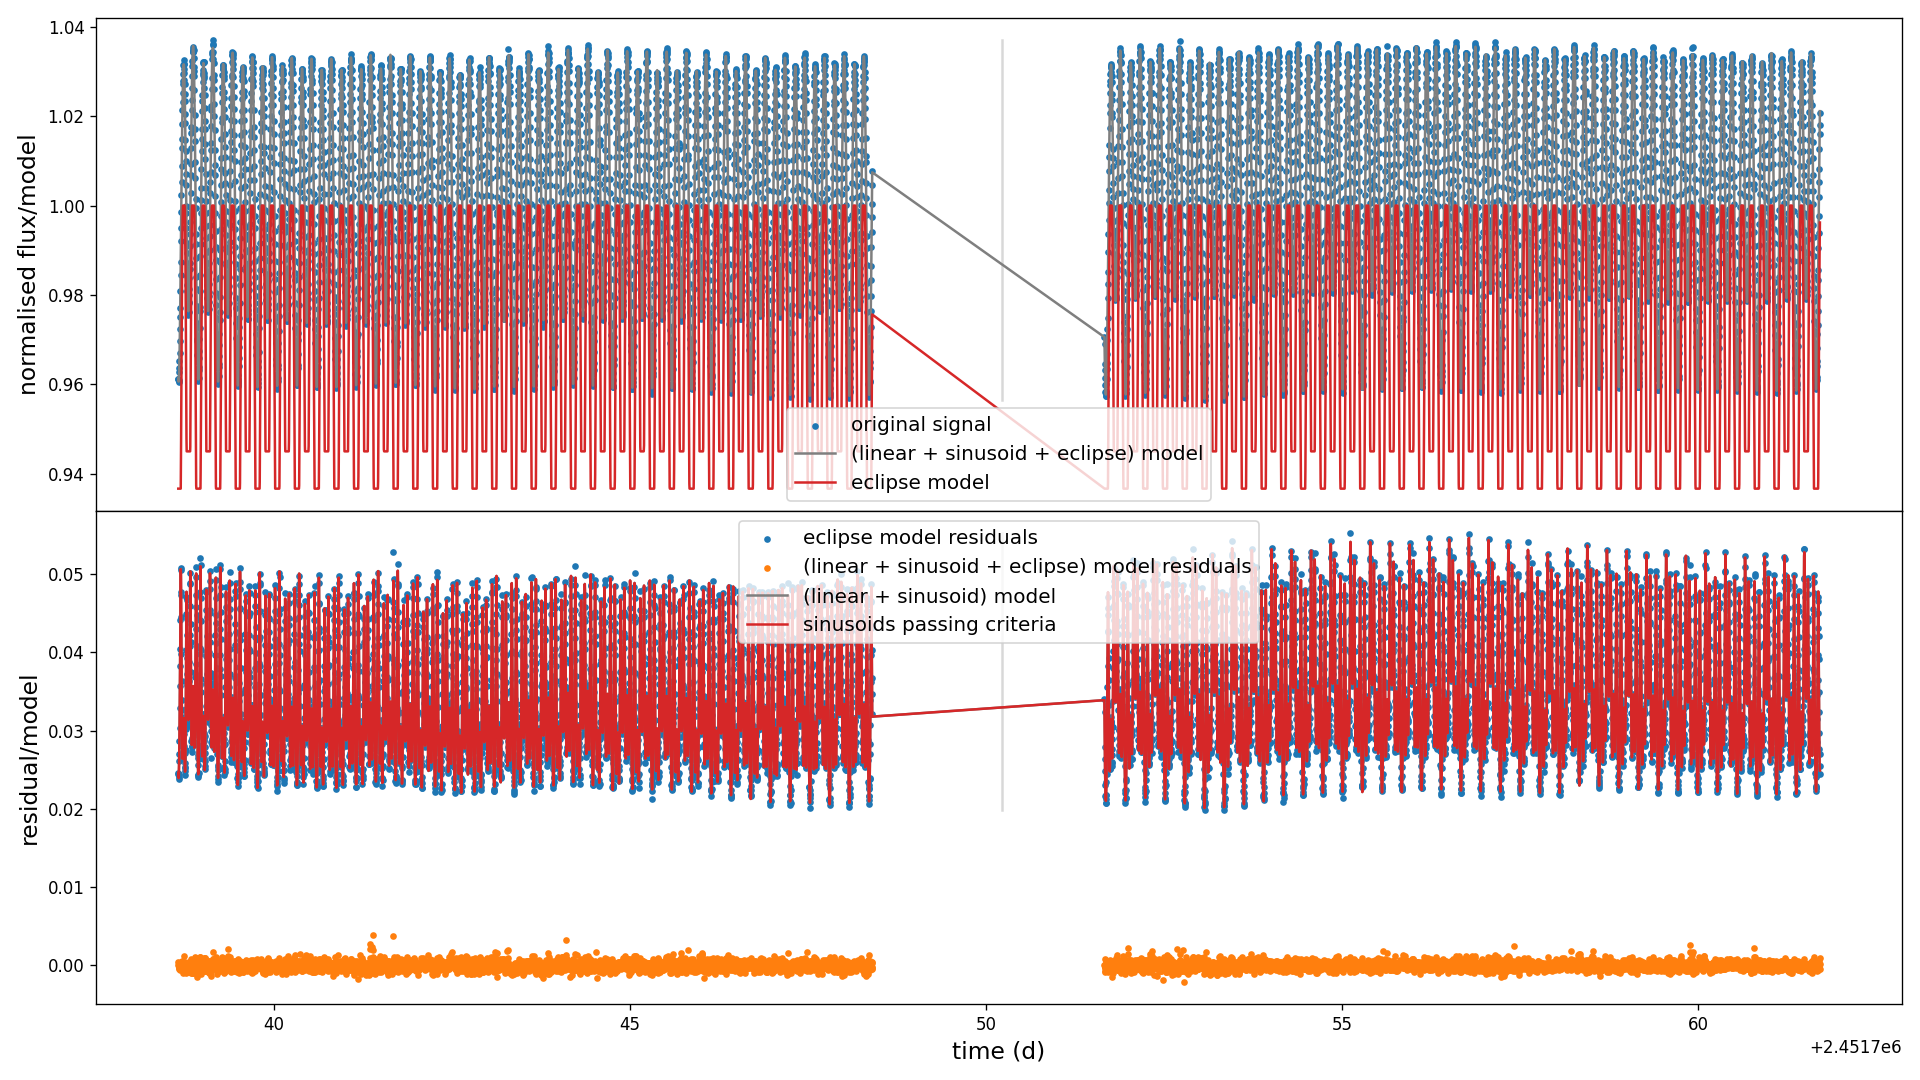 1.04
1.02
1.00
0.98
0.96
0.94
normalised flux/model
original signal
(linear + sinusoid + eclipse) model
eclipse model
eclipse model residuals
(linear + sinusoid + eclipse) model residuals
(linear + sinusoid) model
sinusoids passing criteria
0.05
0.04
0.03
0.02
0.01
0.00
residual/model
40
45
50
55
60
time (d)
+2.4517e6